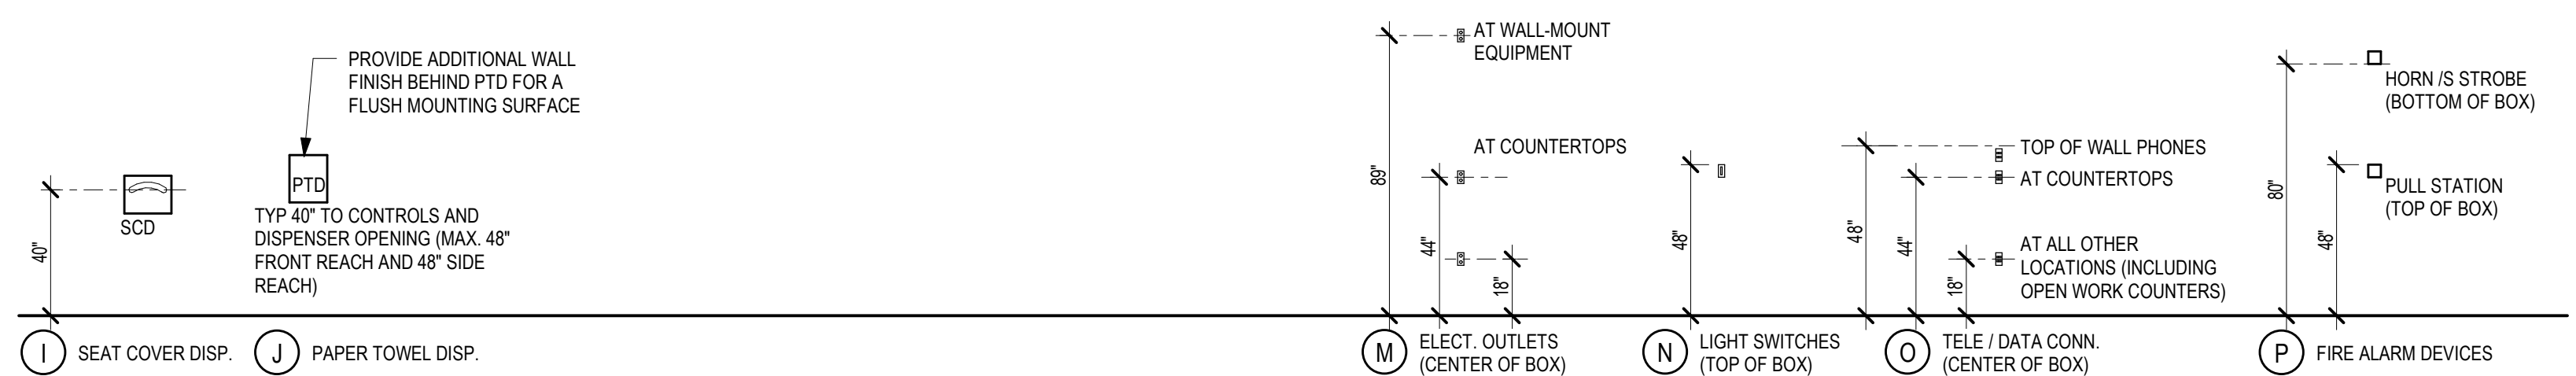 PROVIDE ADDITIONAL WALL
FINISH BEHIND PTD FOR A
FLUSH MOUNTING SURFACE
40"
SCD
PTD
TYP 40" TO CONTROLS AND
DISPENSER OPENING (MAX. 48"
FRONT REACH AND 48" SIDE
REACH)
I
SEAT COVER DISP.
J
PAPER TOWEL DISP.
AT WALL-MOUNT
EQUIPMENT
AT COUNTERTOPS
89"
44"
18"
M
ELECT. OUTLETS
(CENTER OF BOX)
48"
N
LIGHT SWITCHES
(TOP OF BOX)
TOP OF WALL PHONES
AT COUNTERTOPS
AT ALL OTHER
LOCATIONS (INCLUDING
OPEN WORK COUNTERS)
48"
44"
18"
O
TELE / DATA CONN.
(CENTER OF BOX)
HORN /S STROBE
(BOTTOM OF BOX)
PULL STATION
(TOP OF BOX)
80"
48"
P
FIRE ALARM DEVICES